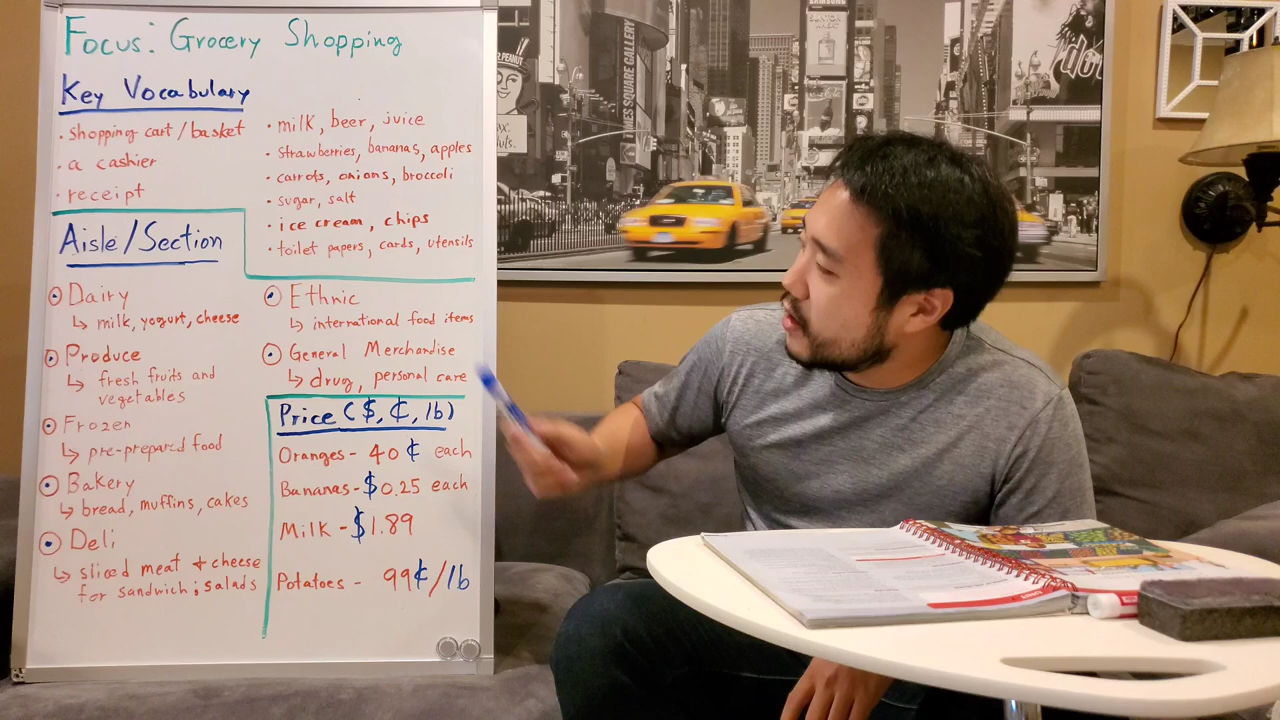 Focus: Grocery Shopping
Key Vocabulary
• shopping cart / basket
• a cashier
• receipt
• milk, beer, juice
• strawberries, bananas, apples
• carrots, onions, broccoli
• sugar, salt
• ice cream, chips
• toilet papers, cards, utensils
Aisle/Section
Dairy
↳ milk, yogurt, cheese
Produce
↳ fresh fruits and
vegetables
Frozen
↳ pre-prepared food
Bakery
↳ bread, muffins, cakes
Deli
↳ sliced meat + cheese
for sandwich; salads
Ethnic
↳ international food items
General Merchandise
↳ drug, personal care
Price ($, ¢, lb)
Oranges - 40 ¢ each
Bananas - $0.25 each
Milk - $1.89
Potatoes - 99¢/lb
TIMES SQUARE GALLERY
SAMSUNG